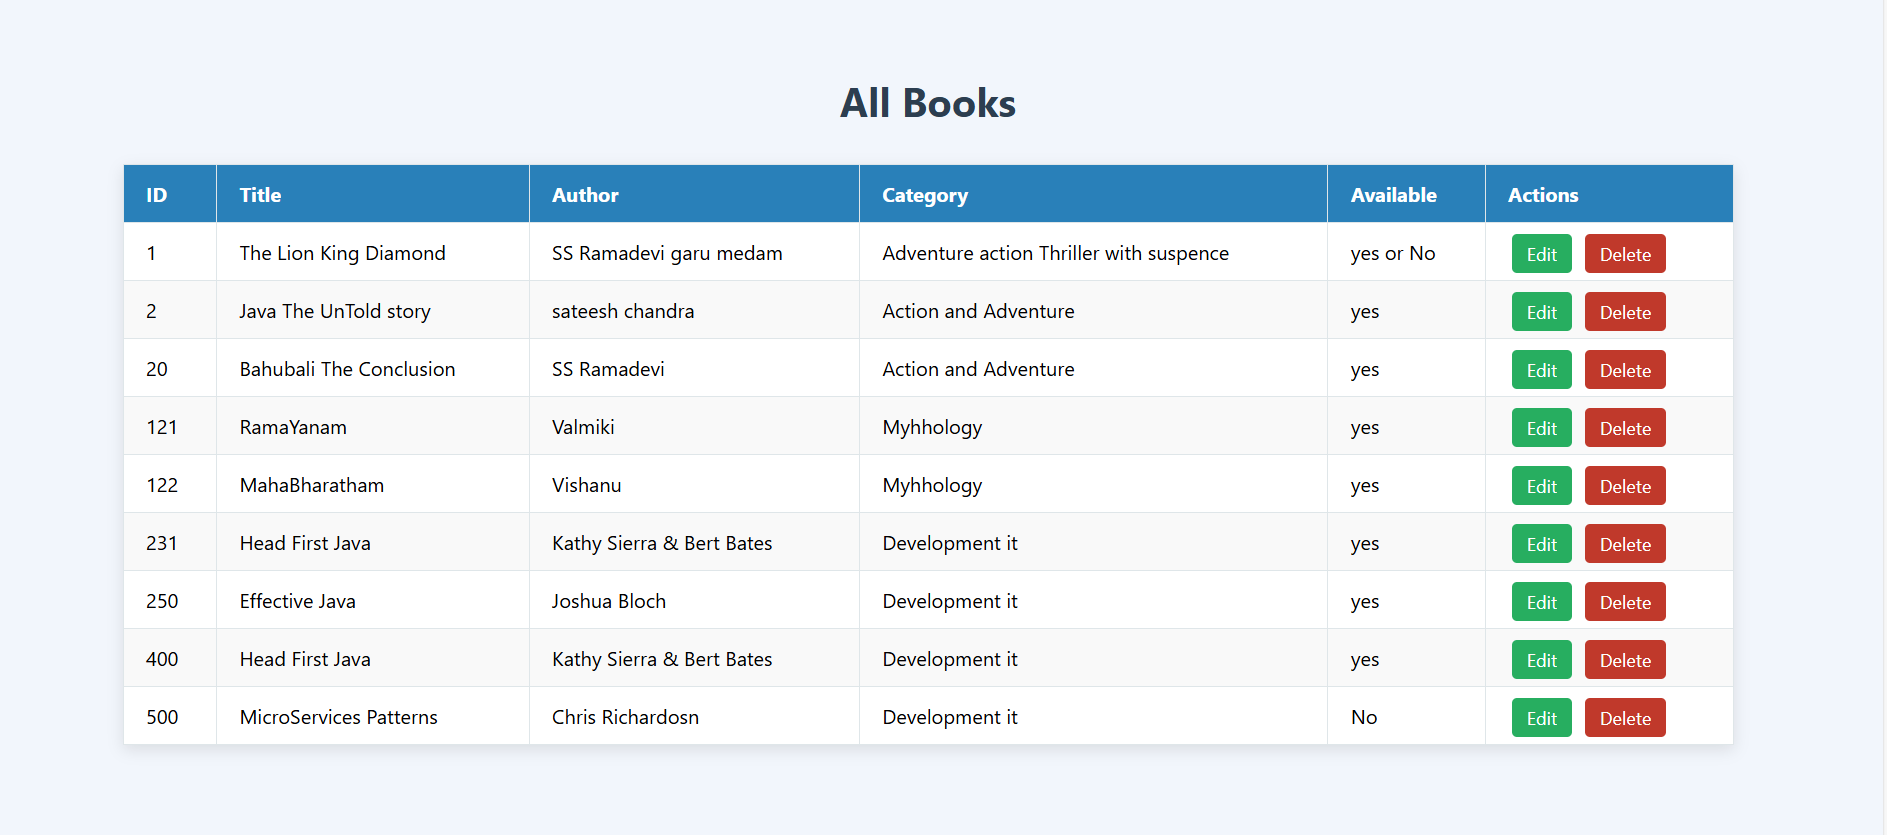 All Books
ID Title Author Category Available Actions
1 The Lion King Diamond SS Ramadevi garu medam Adventure action Thriller with suspence yes or No Edit Delete
2 Java The UnTold story sateesh chandra Action and Adventure yes Edit Delete
20 Bahubali The Conclusion SS Ramadevi Action and Adventure yes Edit Delete
121 RamaYanam Valmiki Myhhology yes Edit Delete
122 MahaBharatham Vishanu Myhhology yes Edit Delete
231 Head First Java Kathy Sierra & Bert Bates Development it yes Edit Delete
250 Effective Java Joshua Bloch Development it yes Edit Delete
400 Head First Java Kathy Sierra & Bert Bates Development it yes Edit Delete
500 MicroServices Patterns Chris Richardosn Development it No Edit Delete